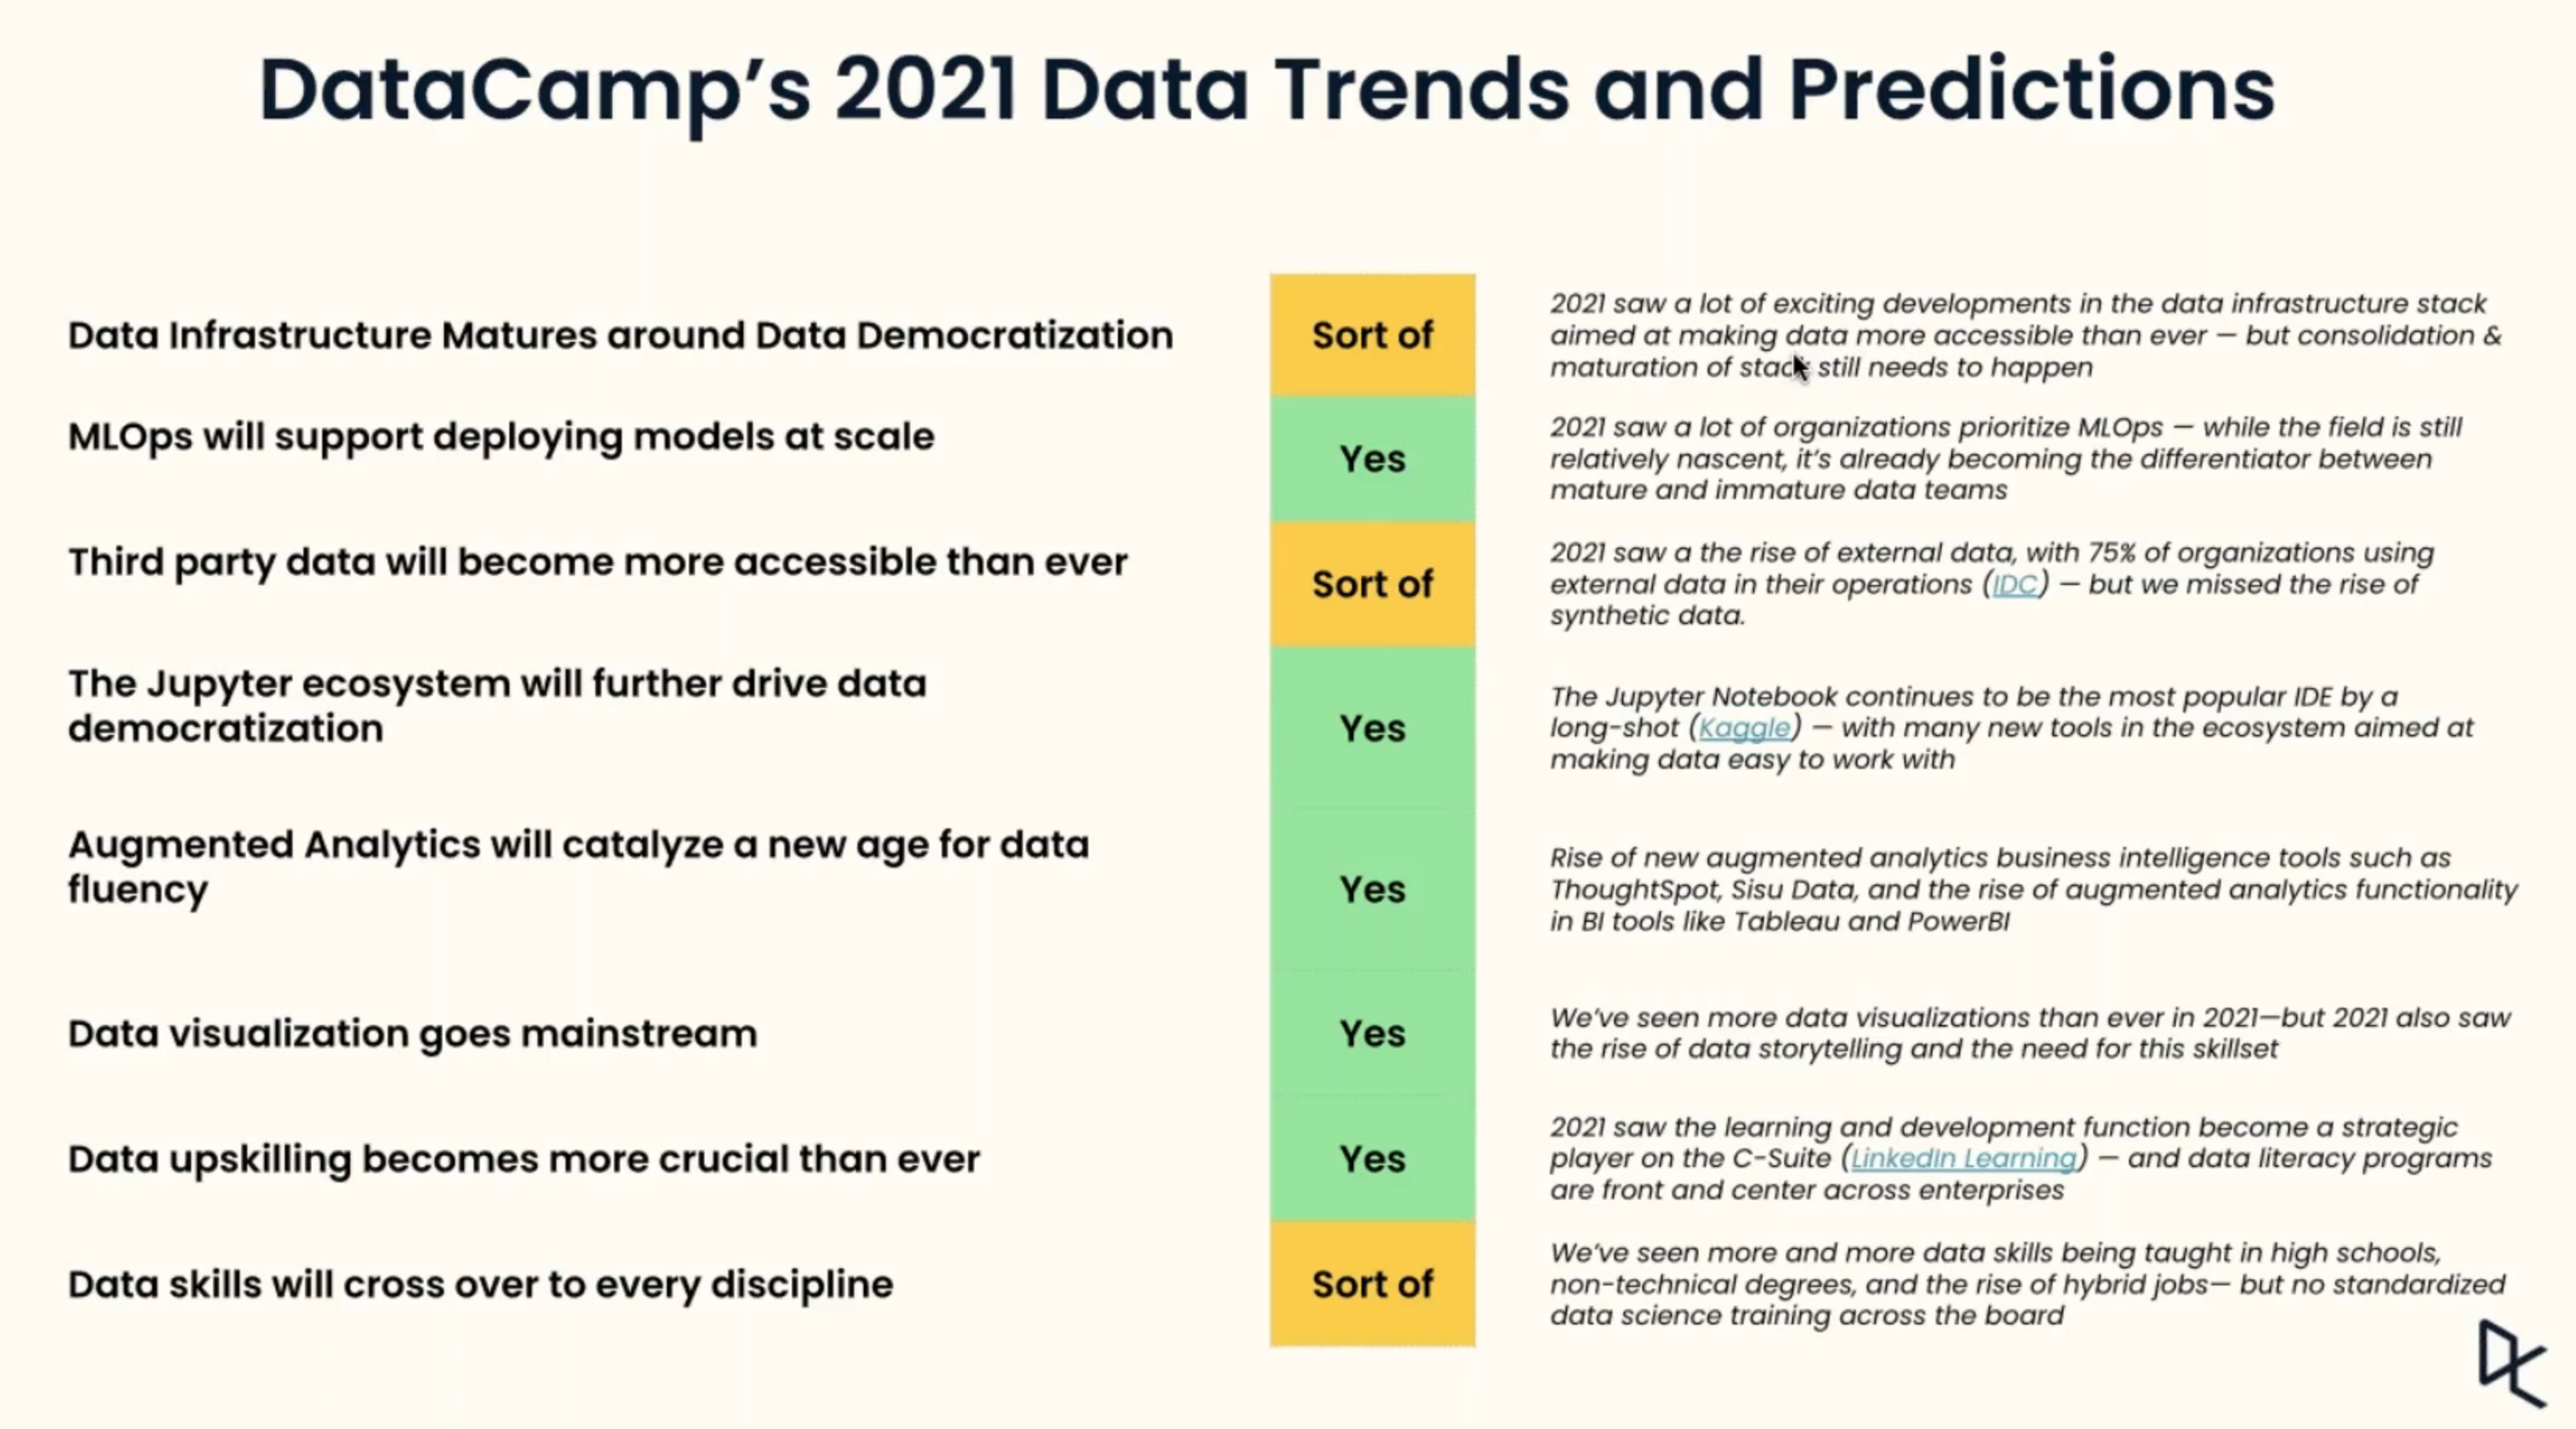 DataCamp's 2021 Data Trends and Predictions
Data Infrastructure Matures around Data Democratization
Sort of
2021 saw a lot of exciting developments in the data infrastructure stack
aimed at making data more accessible than ever — but consolidation &
maturation of stack still needs to happen
MLOps will support deploying models at scale
Yes
2021 saw a lot of organizations prioritize MLOps — while the field is still
relatively nascent, it's already becoming the differentiator between
mature and immature data teams
Third party data will become more accessible than ever
Sort of
2021 saw a the rise of external data, with 75% of organizations using
external data in their operations (IDC) — but we missed the rise of
synthetic data.
The Jupyter ecosystem will further drive data
democratization
Yes
The Jupyter Notebook continues to be the most popular IDE by a
long-shot (Kaggle) — with many new tools in the ecosystem aimed at
making data easy to work with
Augmented Analytics will catalyze a new age for data
fluency
Yes
Rise of new augmented analytics business intelligence tools such as
ThoughtSpot, Sisu Data, and the rise of augmented analytics functionality
in BI tools like Tableau and PowerBI
Data visualization goes mainstream
Yes
We've seen more data visualizations than ever in 2021—but 2021 also saw
the rise of data storytelling and the need for this skillset
Data upskilling becomes more crucial than ever
Yes
2021 saw the learning and development function become a strategic
player on the C-Suite (LinkedIn Learning) — and data literacy programs
are front and center across enterprises
Data skills will cross over to every discipline
Sort of
We've seen more and more data skills being taught in high schools,
non-technical degrees, and the rise of hybrid jobs— but no standardized
data science training across the board